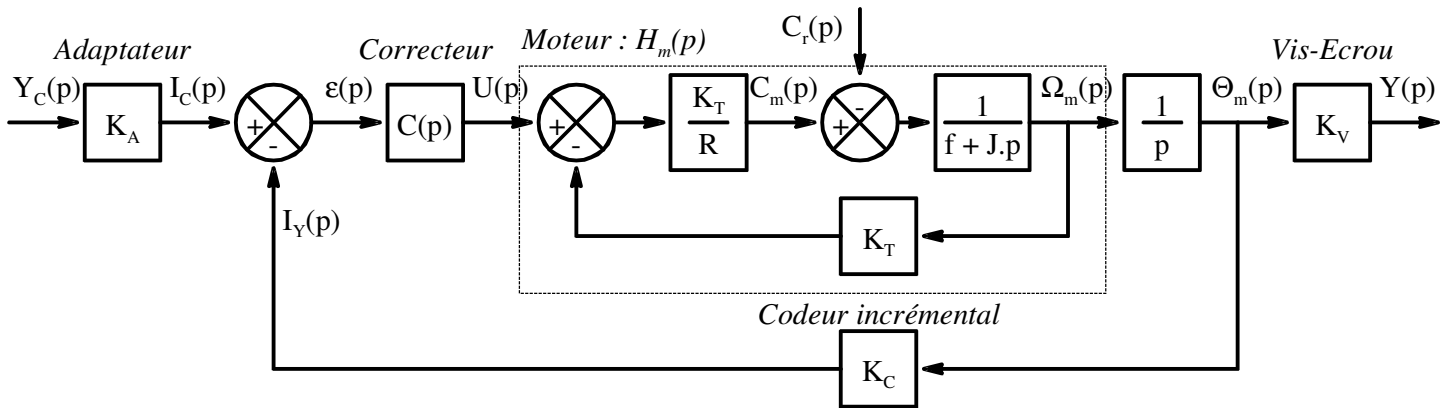 Adaptateur
Correcteur
Moteur : H_m(p)
C_r(p)
Vis-Ecrou
Y_C(p)
K_A
I_C(p)
+
-
ε(p)
C(p)
U(p)
+
-
K_T
R
C_m(p)
+
-
1
f + J.p
Ω_m(p)
1
p
Θ_m(p)
K_V
Y(p)
I_Y(p)
K_T
Codeur incrémental
K_C